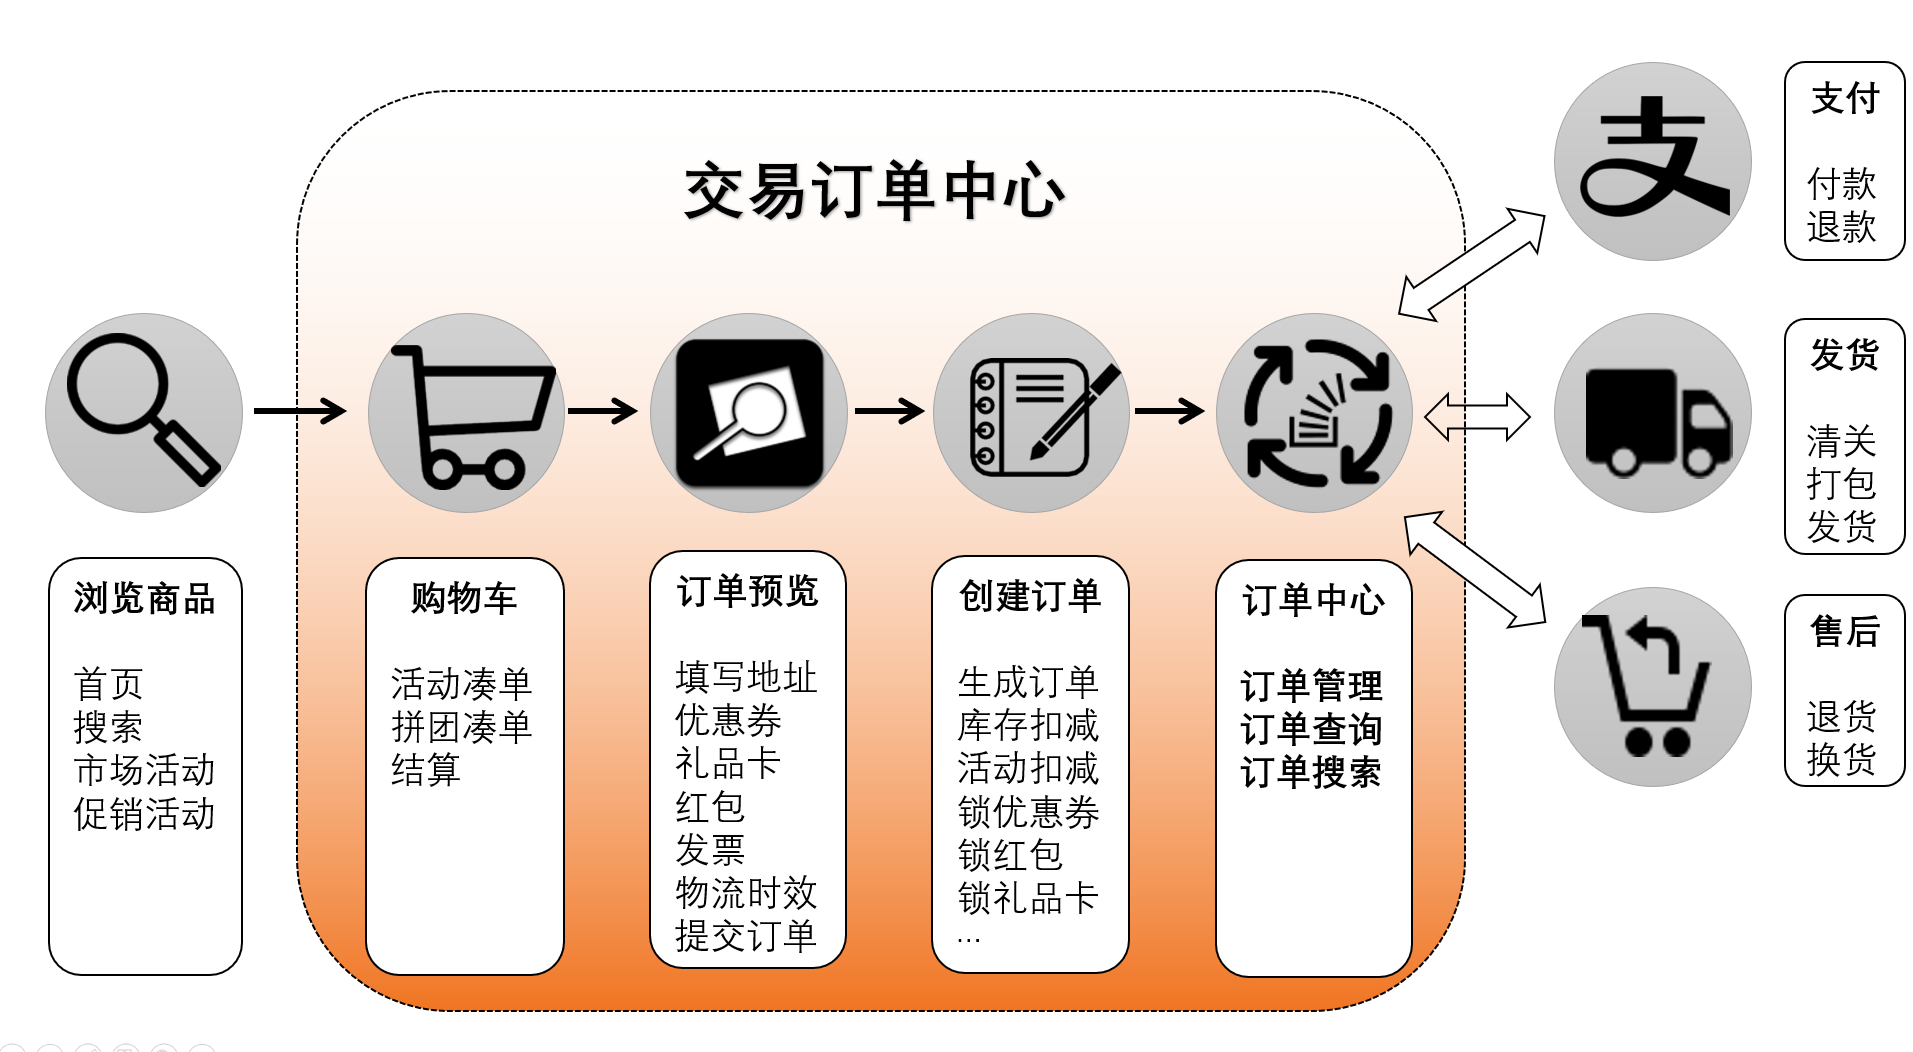 交易订单中心
浏览商品
首页
搜索
市场活动
促销活动
购物车
活动凑单
拼团凑单
结算
订单预览
填写地址
优惠券
礼品卡
红包
发票
物流时效
提交订单
创建订单
生成订单
库存扣减
活动扣减
锁优惠券
锁红包
锁礼品卡
...
订单中心
订单管理
订单查询
订单搜索
支
支付
付款
退款
发货
清关
打包
发货
售后
退货
换货